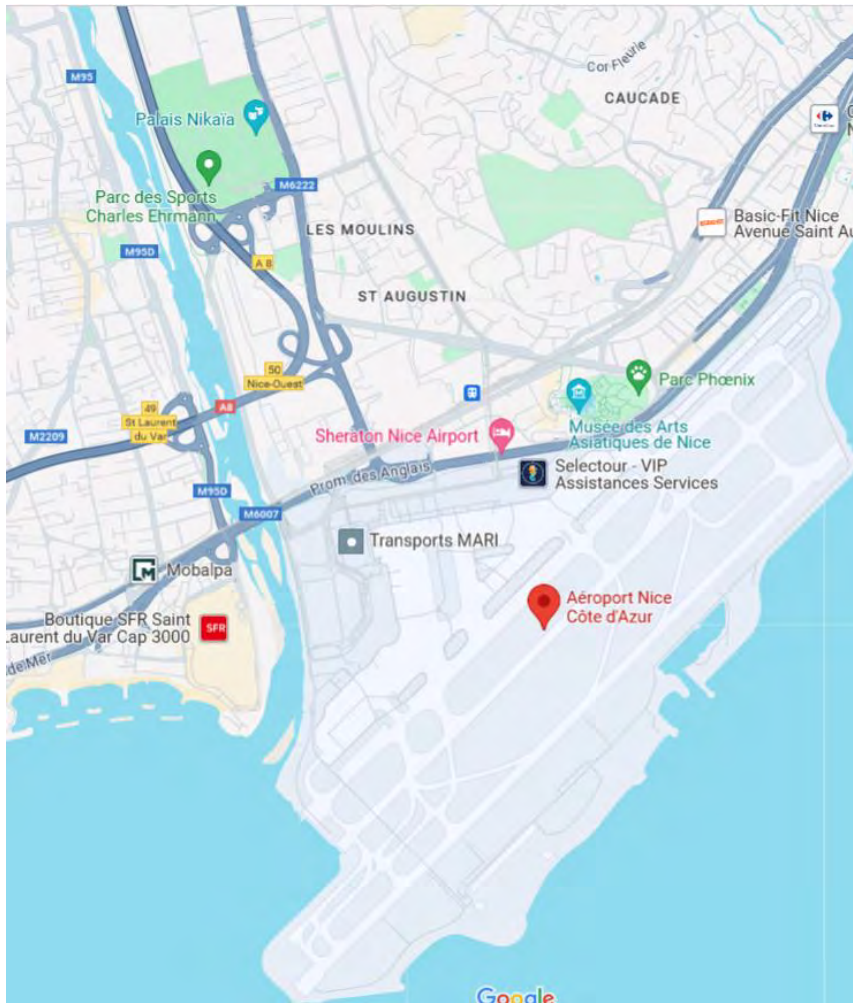 M95
Cor Fleurie
CAUCADE
Palais Nikaïa
M6222
Parc des Sports
Charles Ehrmann
LES MOULINS
Basic-Fit Nice
Avenue Saint Au
M95D
A 8
ST AUGUSTIN
50
Nice-Ouest
Parc Phœnix
49
St Laurent
du Var
A8
M2209
Sheraton Nice Airport
Musée des Arts
Asiatiques de Nice
Prom. des Anglais
Selectour - VIP
Assistances Services
M95D
M6007
Transports MARI
Mobalpa
Aéroport Nice
Côte d'Azur
Boutique SFR Saint
Laurent du Var Cap 3000
SFR
de Mer
Google